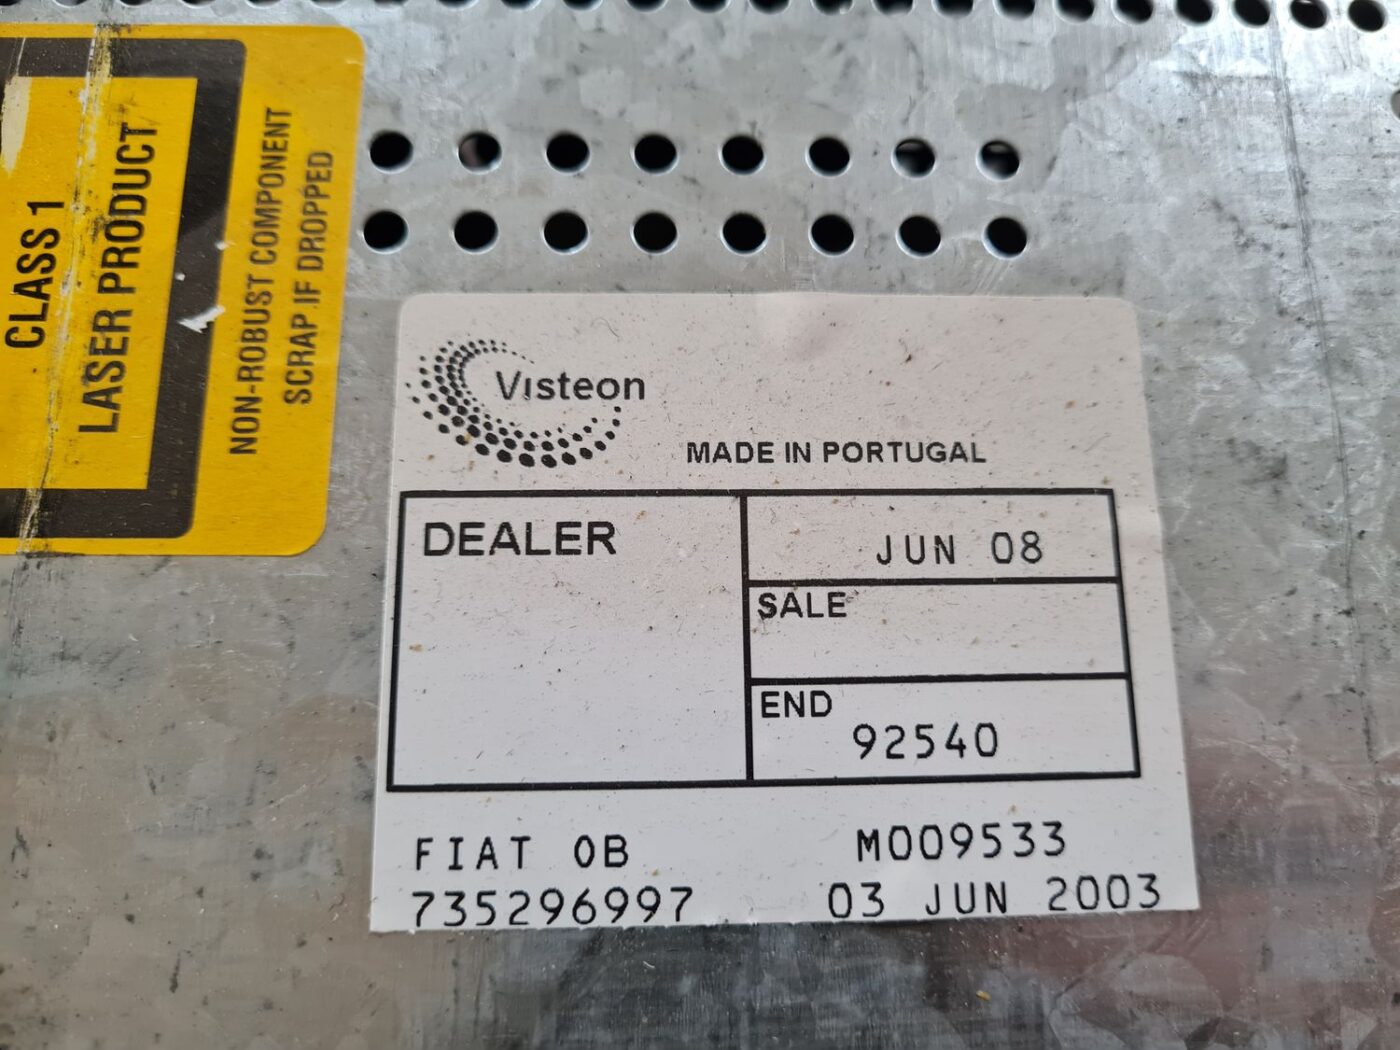 CLASS 1
LASER PRODUCT
NON-ROBUST COMPONENT
SCRAP IF DROPPED
Visteon
MADE IN PORTUGAL
DEALER
JUN 08
SALE
END
92540
FIAT 0B
M009533
735296997
03 JUN 2003